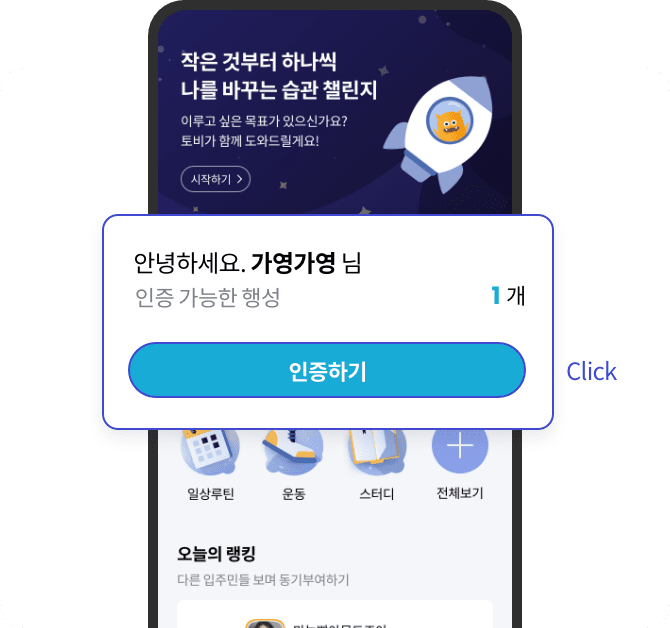 작은 것부터 하나씩
나를 바꾸는 습관 챌린지
이루고 싶은 목표가 있으신가요?
토비가 함께 도와드릴게요!
시작하기
안녕하세요. 가영가영 님
인증 가능한 행성
1 개
인증하기
Click
일상루틴
운동
스터디
전체보기
오늘의 랭킹
다른 입주민들 보며 동기부여하기